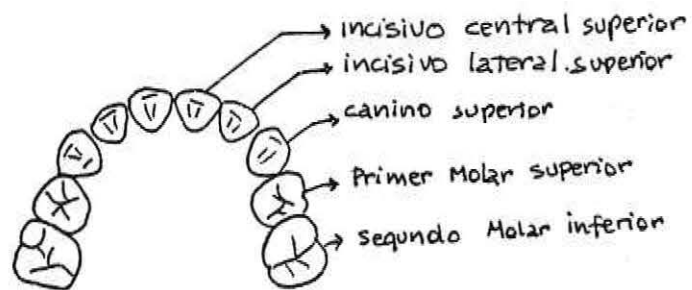 incisivo central superior
incisivo lateral superior
canino superior
Primer Molar superior
Segundo Molar inferior